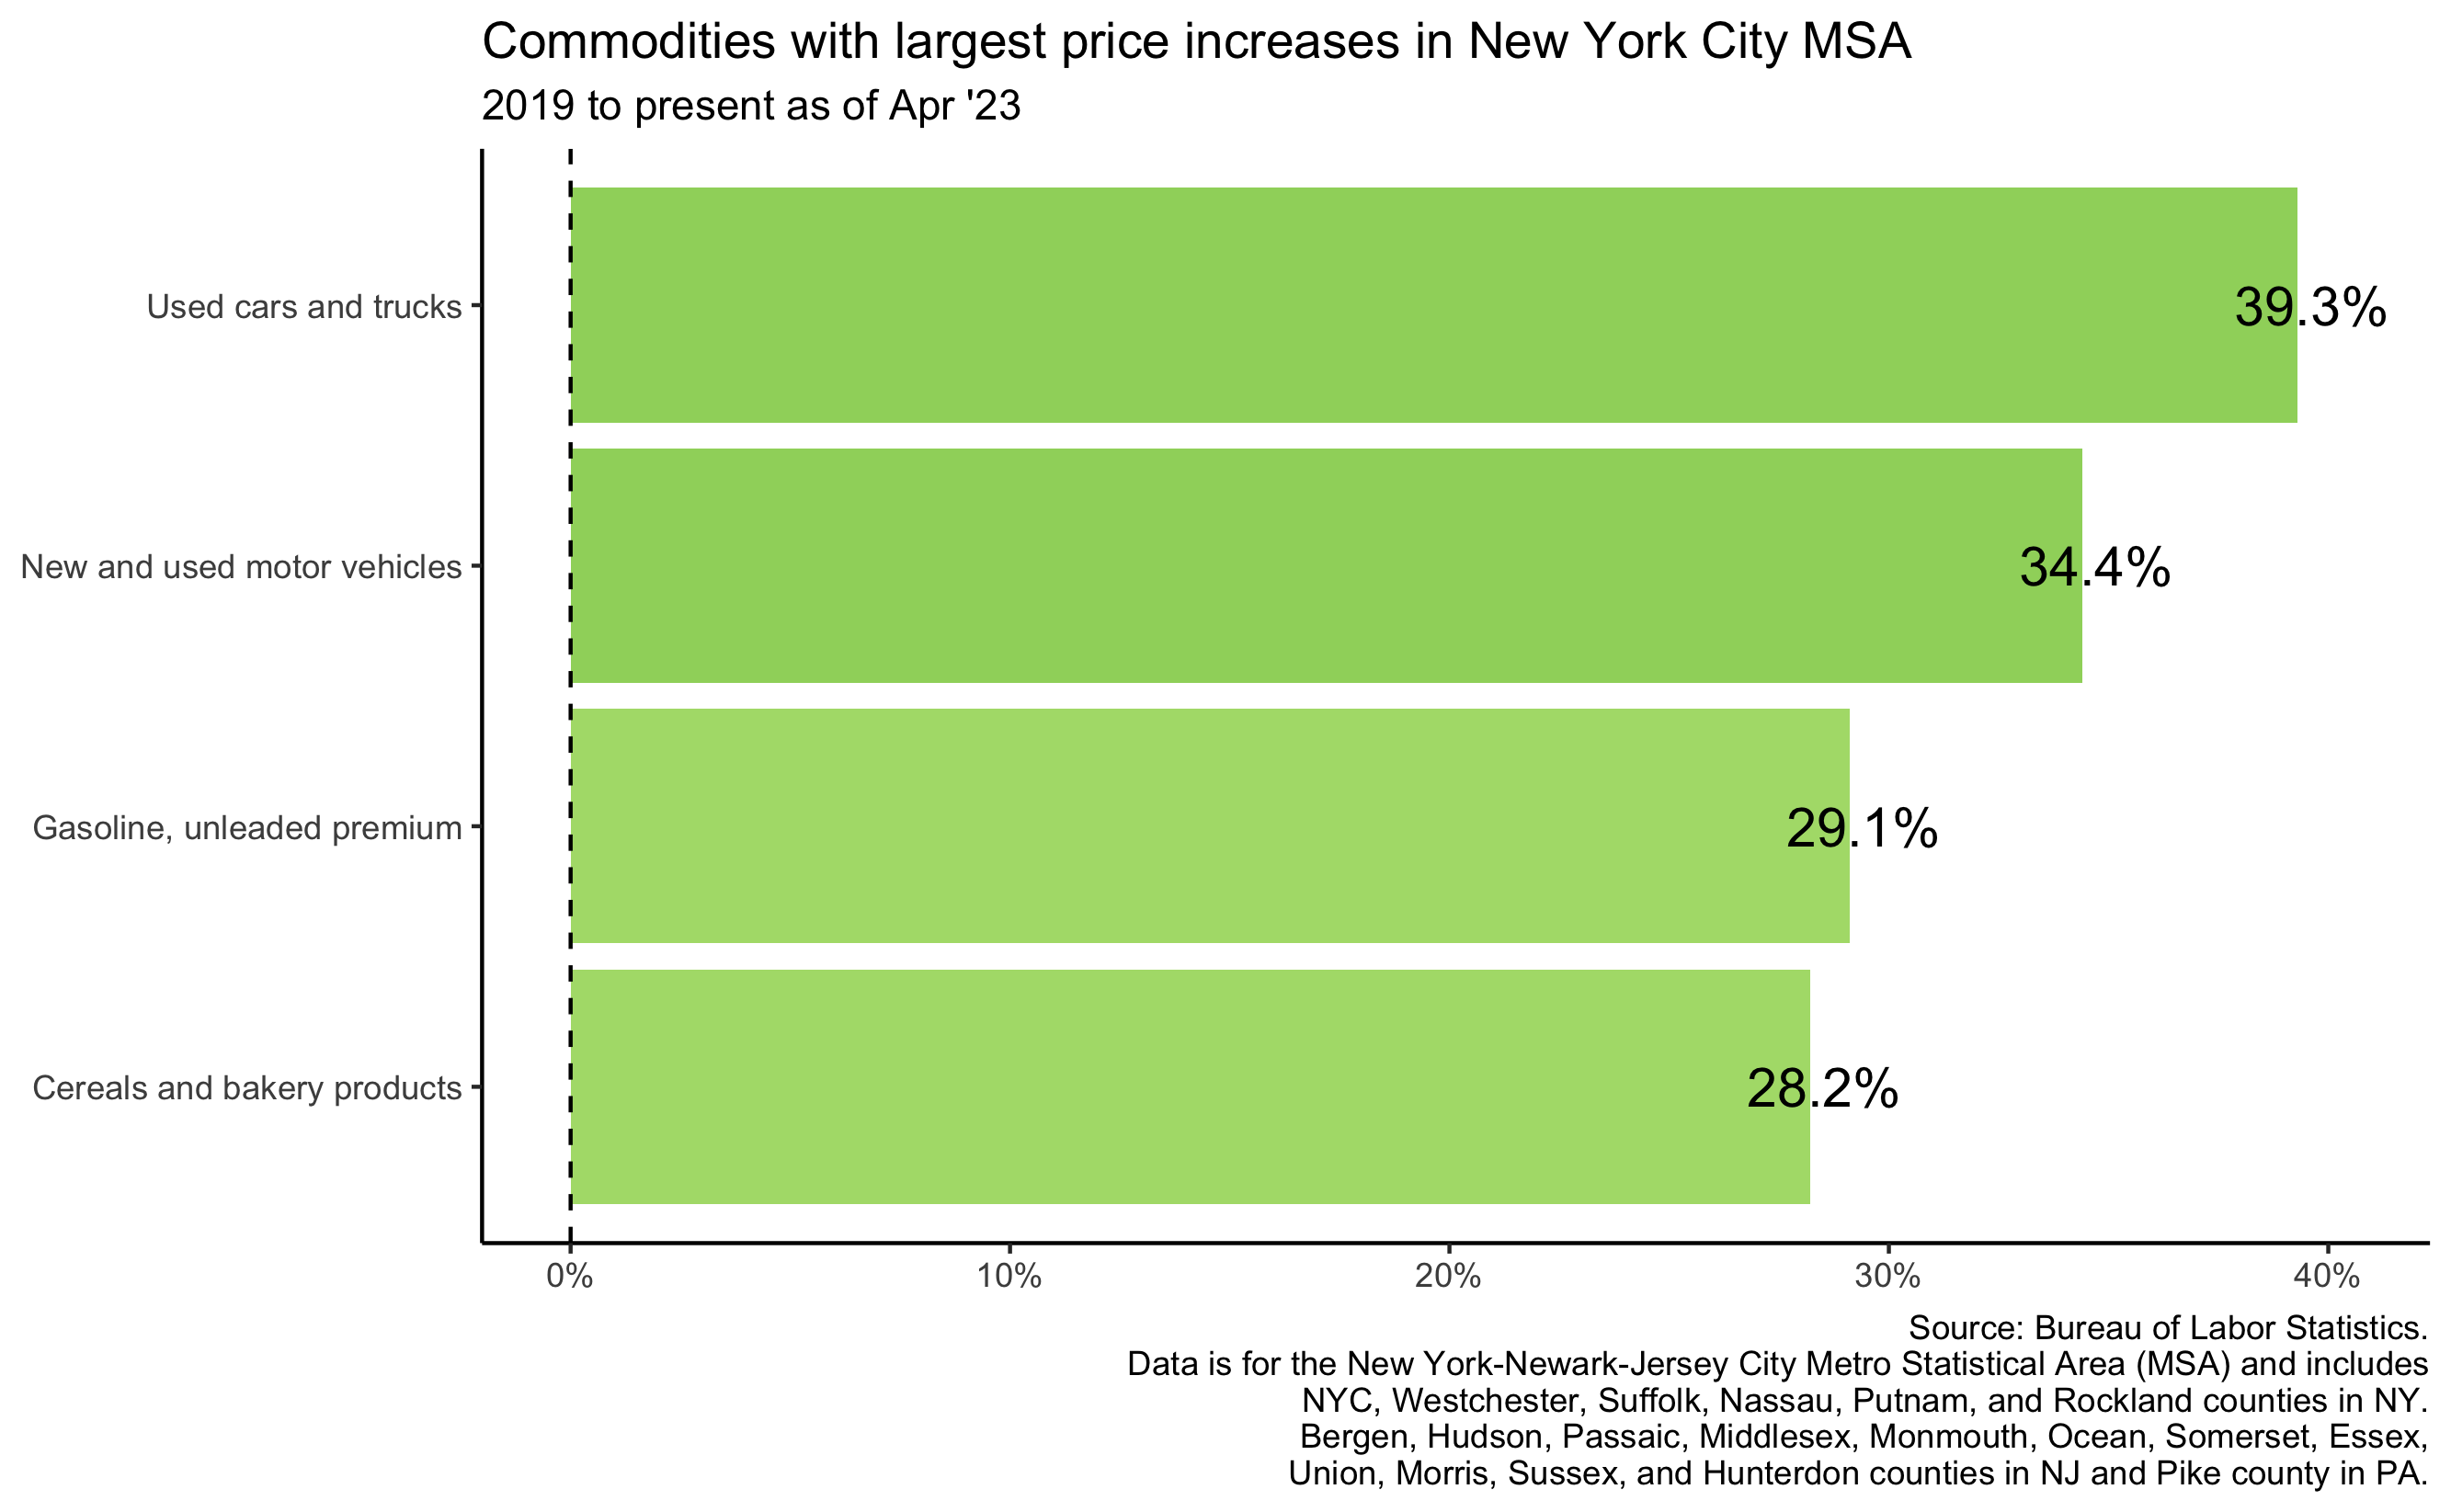 Commodities with largest price increases in New York City MSA
2019 to present as of Apr '23
Used cars and trucks
39.3%
New and used motor vehicles
34.4%
Gasoline, unleaded premium
29.1%
Cereals and bakery products
28.2%
0%
10%
20%
30%
40%
Source: Bureau of Labor Statistics.
Data is for the New York-Newark-Jersey City Metro Statistical Area (MSA) and includes
NYC, Westchester, Suffolk, Nassau, Putnam, and Rockland counties in NY.
Bergen, Hudson, Passaic, Middlesex, Monmouth, Ocean, Somerset, Essex,
Union, Morris, Sussex, and Hunterdon counties in NJ and Pike county in PA.